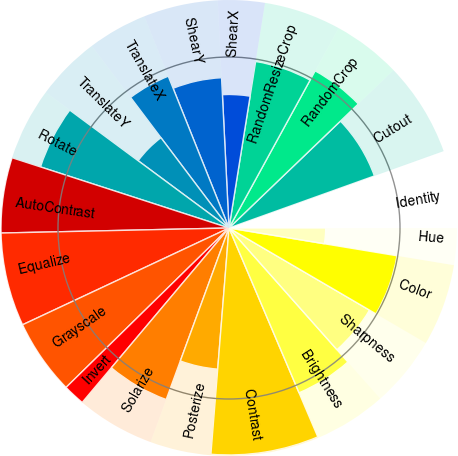 ShearX
ShearY
TranslateX
TranslateY
Rotate
AutoContrast
Equalize
Grayscale
Invert
Solarize
Posterize
Contrast
Brightness
Sharpness
Color
Hue
Identity
Cutout
RandomCrop
RandomResizeCrop